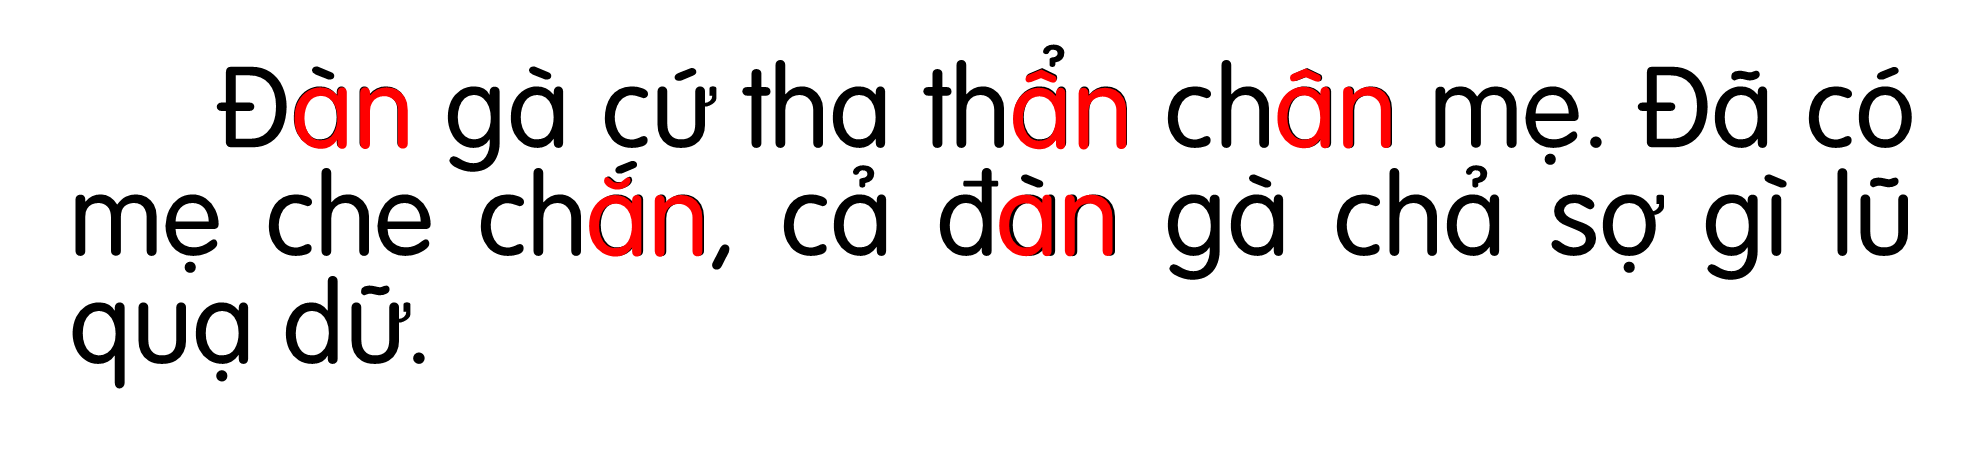 Đàn gà cứ tha thẩn chân mẹ. Đã có
mẹ che chắn, cả đàn gà chả sợ gì lũ
quạ dữ.